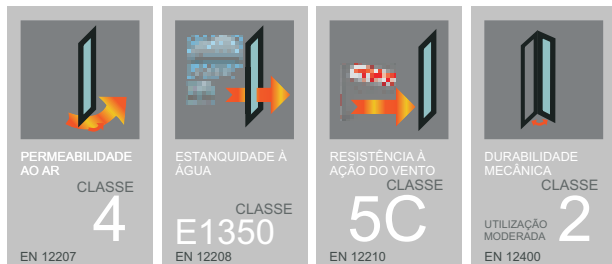 PERMEABILIDADE
AO AR
CLASSE
4
EN 12207
ESTANQUIDADE À
ÁGUA
CLASSE
E1350
EN 12208
RESISTÊNCIA À
AÇÃO DO VENTO
CLASSE
5C
EN 12210
DURABILIDADE
MECÂNICA
CLASSE
UTILIZAÇÃO
MODERADA
2
EN 12400